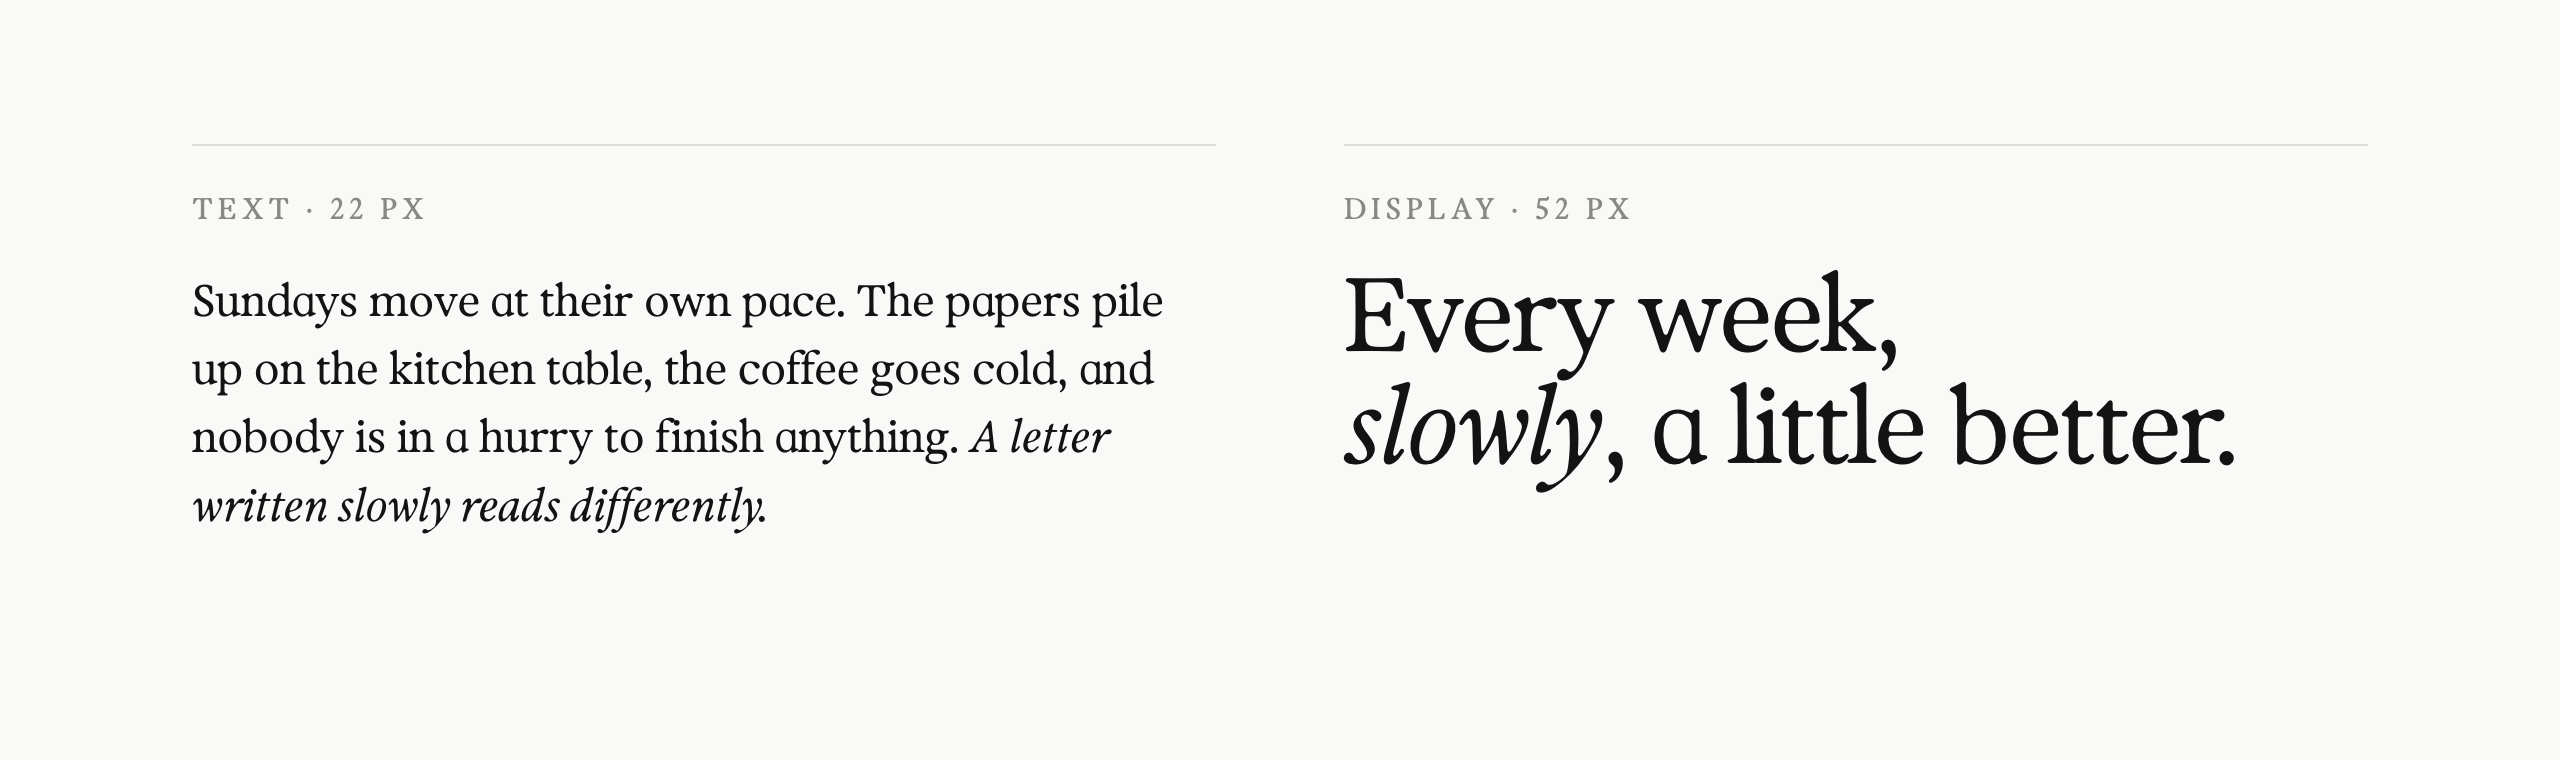 TEXT · 22 PX
Sundays move at their own pace. The papers pile
up on the kitchen table, the coffee goes cold, and
nobody is in a hurry to finish anything. A letter
written slowly reads differently.
DISPLAY · 52 PX
Every week,
slowly, a little better.